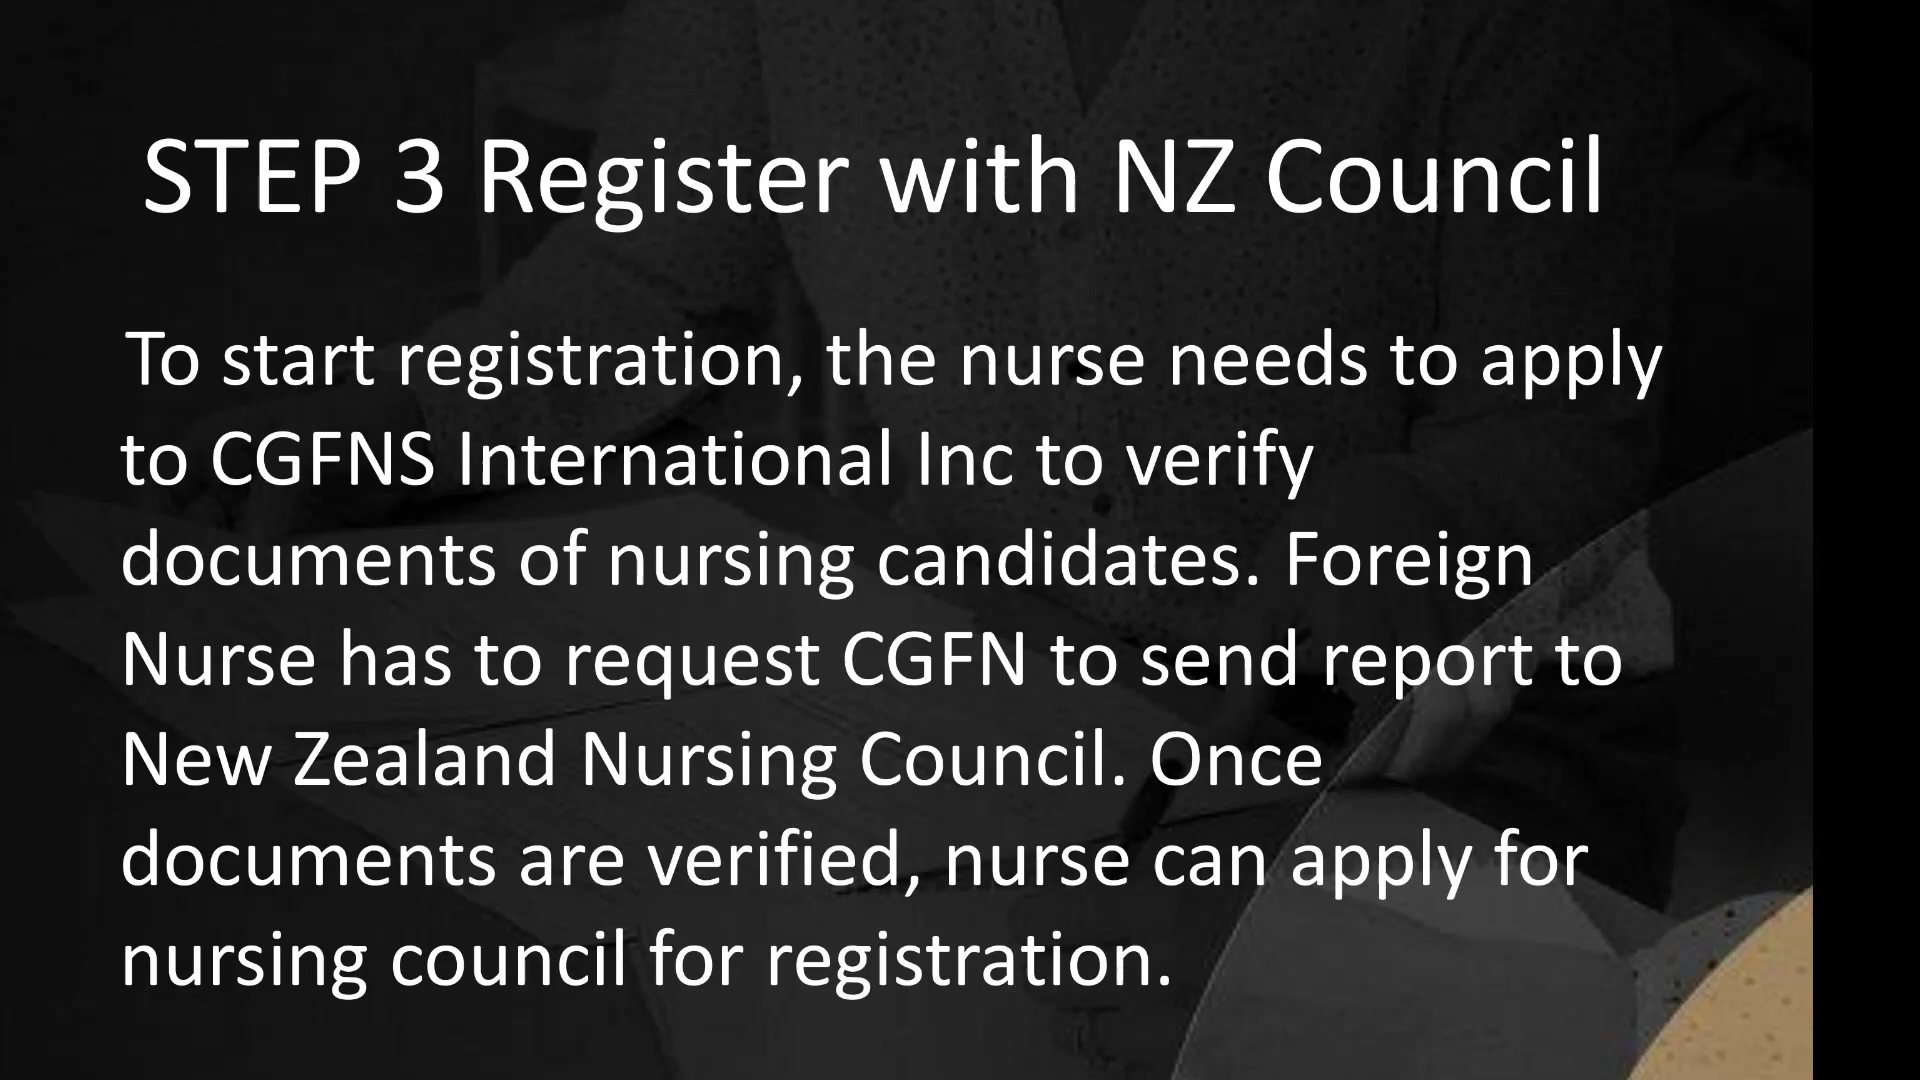 STEP 3 Register with NZ Council
To start registration, the nurse needs to apply
to CGFNS International Inc to verify
documents of nursing candidates. Foreign
Nurse has to request CGFN to send report to
New Zealand Nursing Council. Once
documents are verified, nurse can apply for
nursing council for registration.